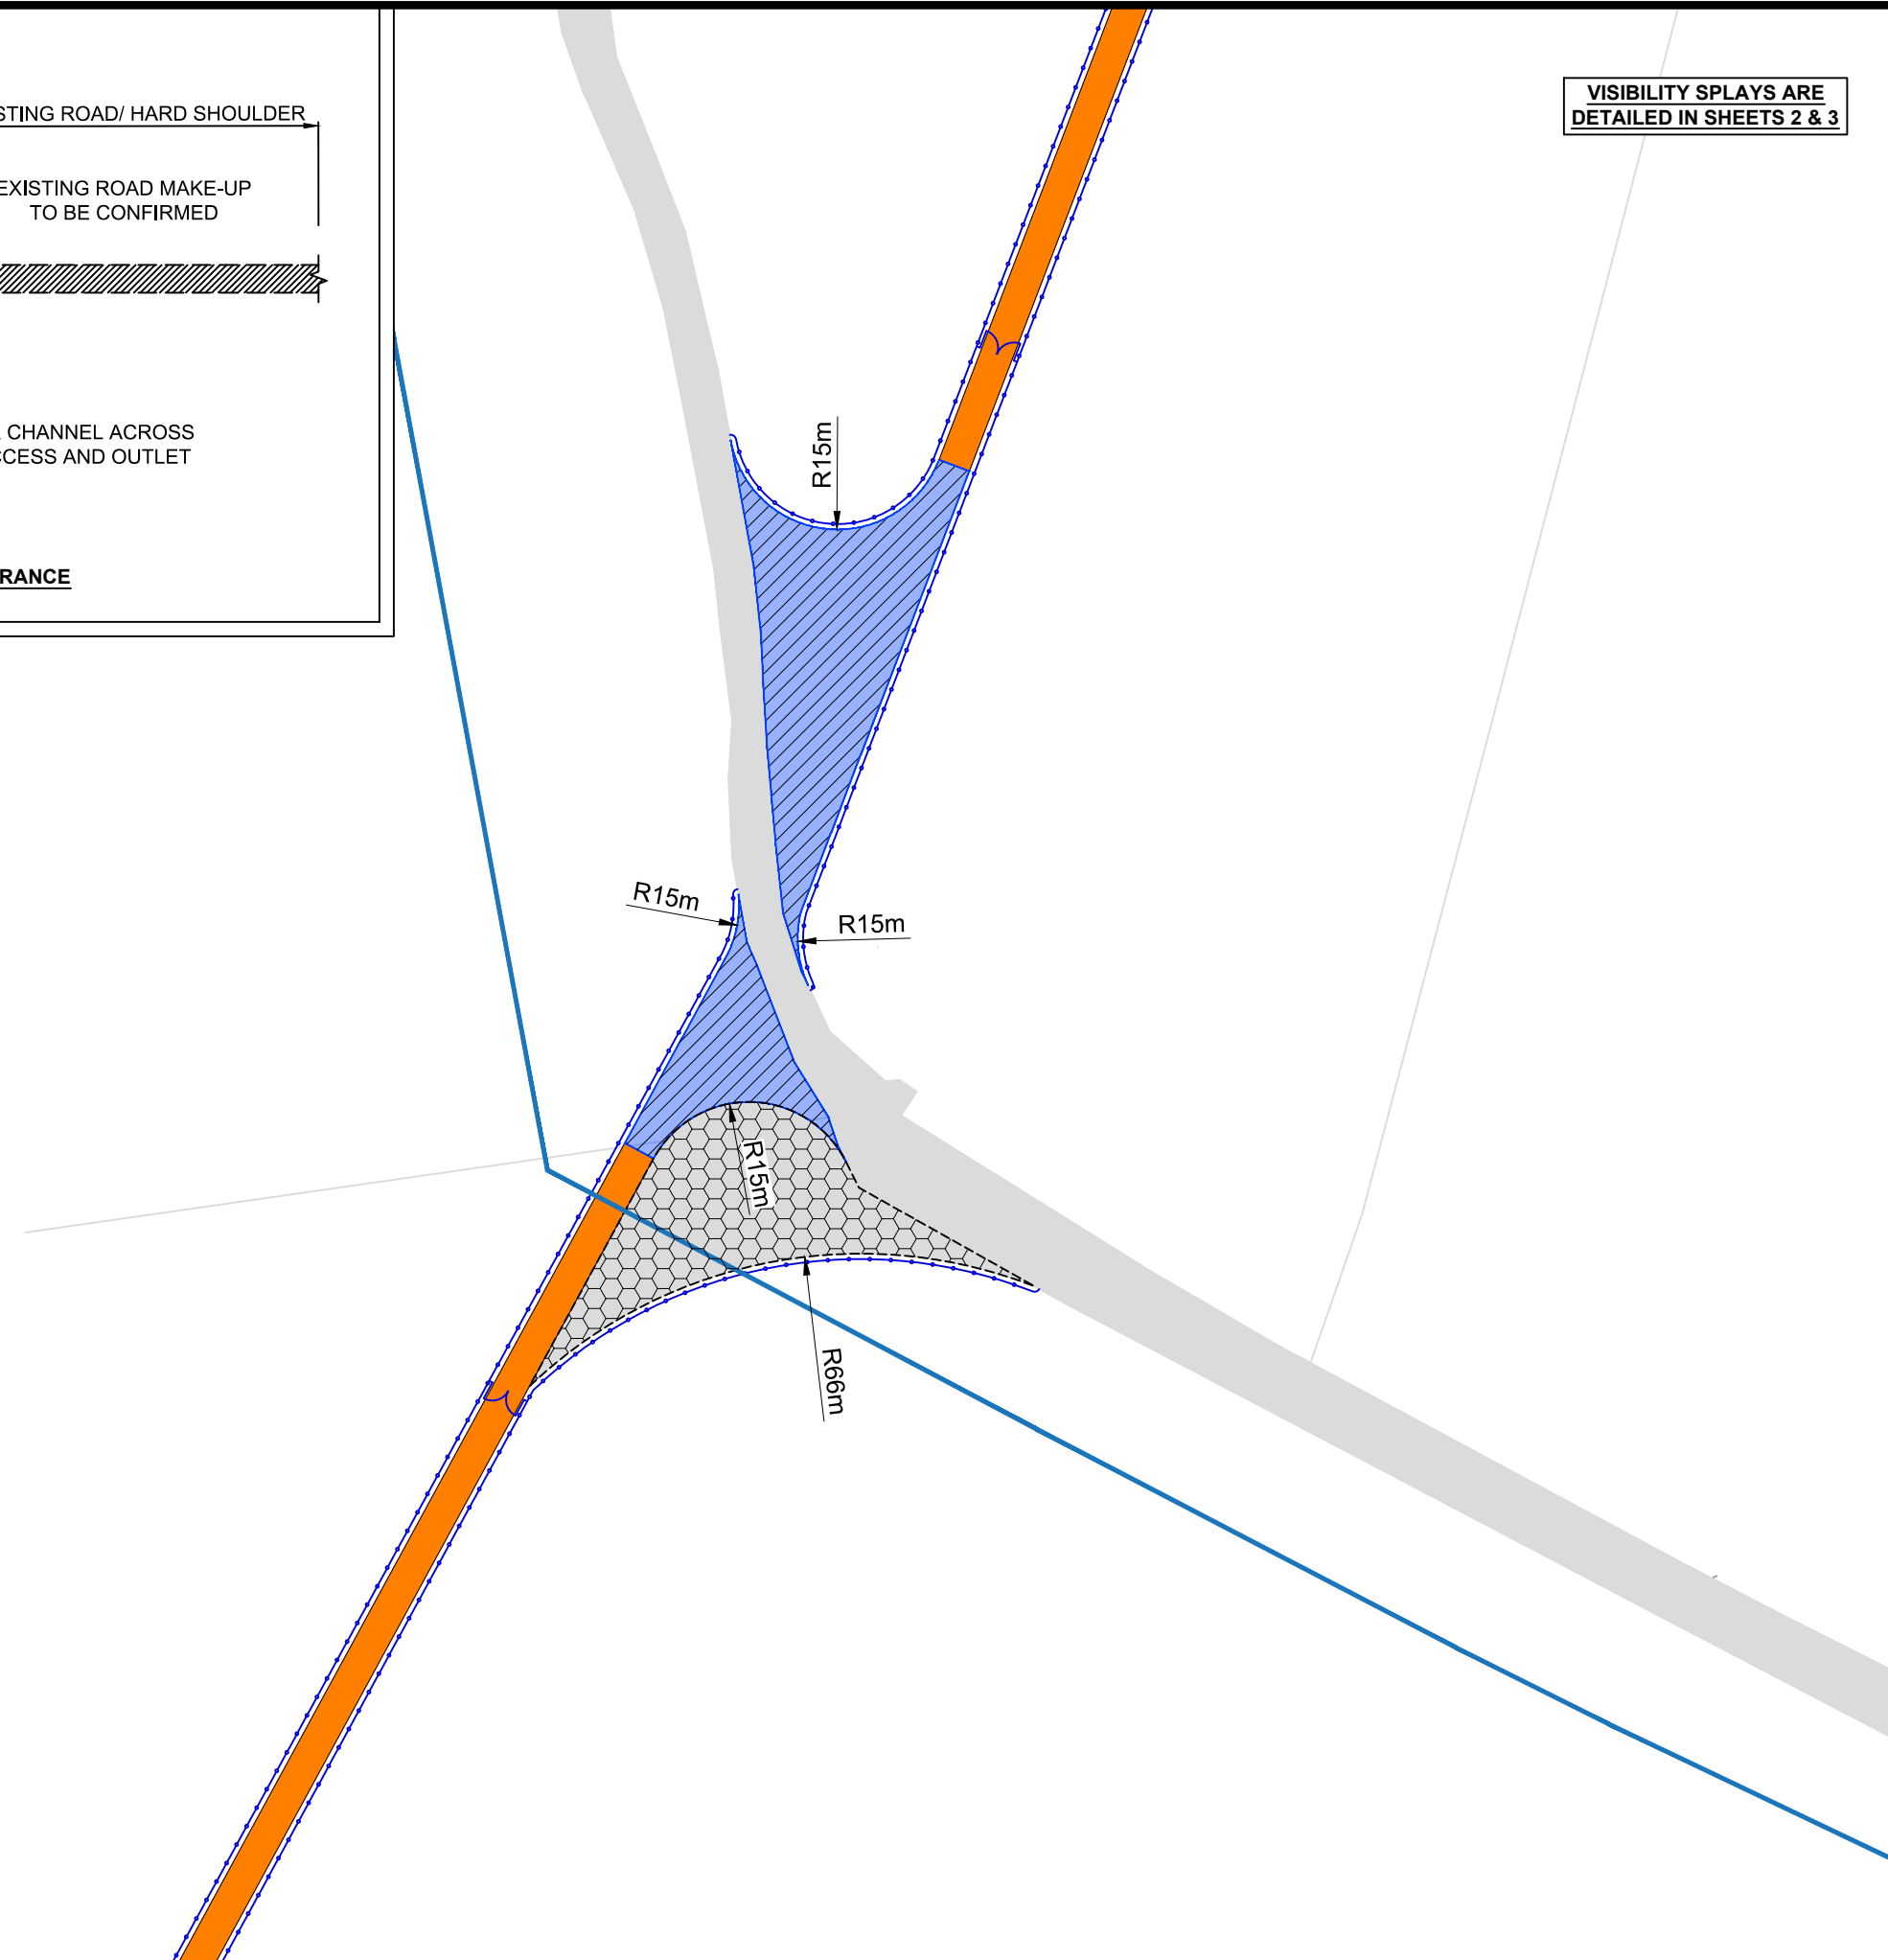 STING ROAD/ HARD SHOULDER
EXISTING ROAD MAKE-UP
TO BE CONFIRMED
CHANNEL ACROSS
CCESS AND OUTLET
RANCE
VISIBILITY SPLAYS ARE
DETAILED IN SHEETS 2 & 3
R15m
R15m
R15m
R15m
R66m